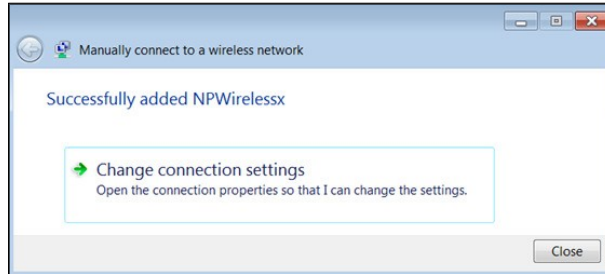 Manually connect to a wireless network
Successfully added NPWirelessx
Change connection settings
Open the connection properties so that I can change the settings.
Close